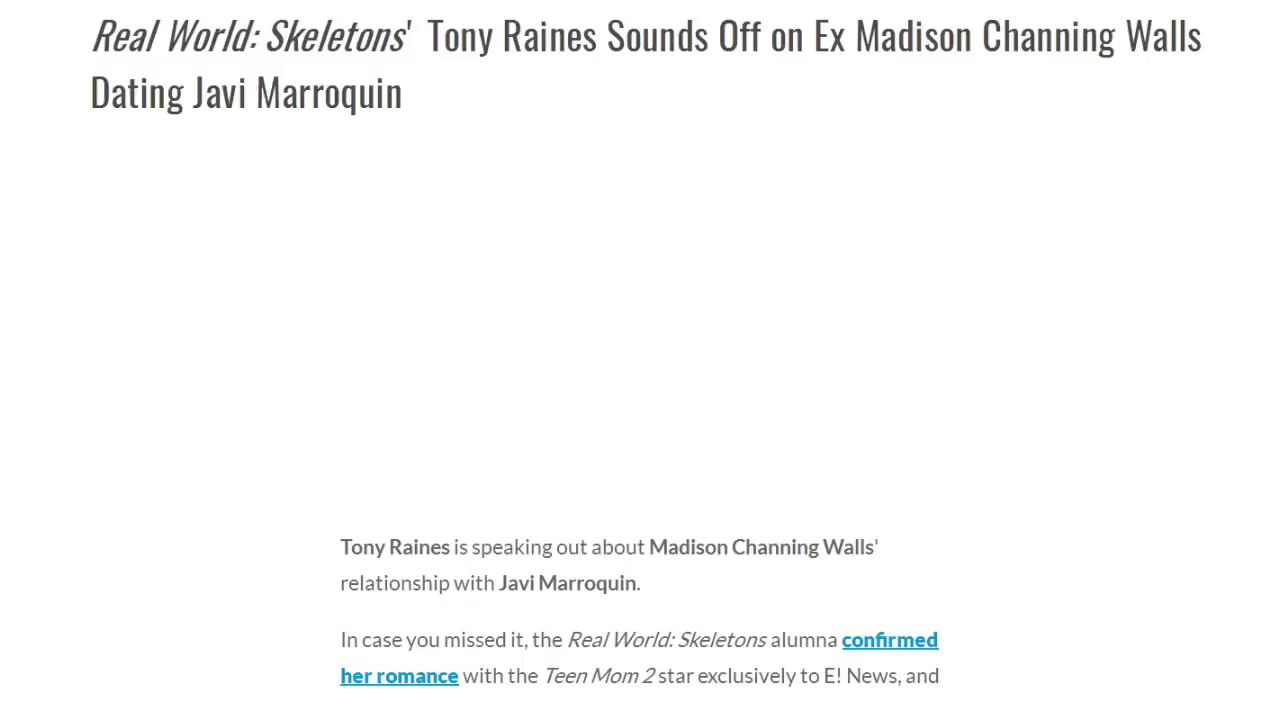 Real World: Skeletons' Tony Raines Sounds Off on Ex Madison Channing Walls
Dating Javi Marroquin
Tony Raines is speaking out about Madison Channing Walls'
relationship with Javi Marroquin.
In case you missed it, the Real World: Skeletons alumna confirmed
her romance with the Teen Mom 2 star exclusively to E! News, and